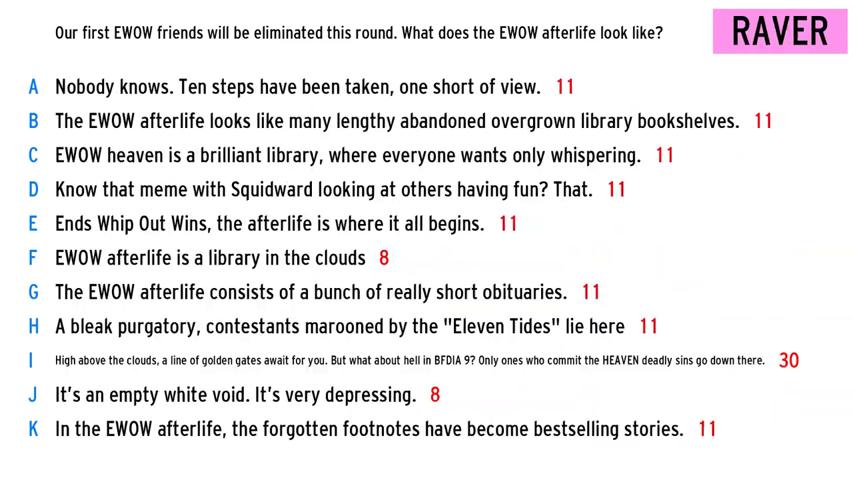 Our first EWOW friends will be eliminated this round. What does the EWOW afterlife look like?
RAVER
A Nobody knows. Ten steps have been taken, one short of view. 11
B The EWOW afterlife looks like many lengthy abandoned overgrown library bookshelves. 11
C EWOW heaven is a brilliant library, where everyone wants only whispering. 11
D Know that meme with Squidward looking at others having fun? That. 11
E Ends Whip Out Wins, the afterlife is where it all begins. 11
F EWOW afterlife is a library in the clouds 8
G The EWOW afterlife consists of a bunch of really short obituaries. 11
H A bleak purgatory, contestants marooned by the "Eleven Tides" lie here 11
I High above the clouds, a line of golden gates await for you. But what about hell in BFDIA 9? Only ones who commit the HEAVEN deadly sins go down there. 30
J It's an empty white void. It's very depressing. 8
K In the EWOW afterlife, the forgotten footnotes have become bestselling stories. 11